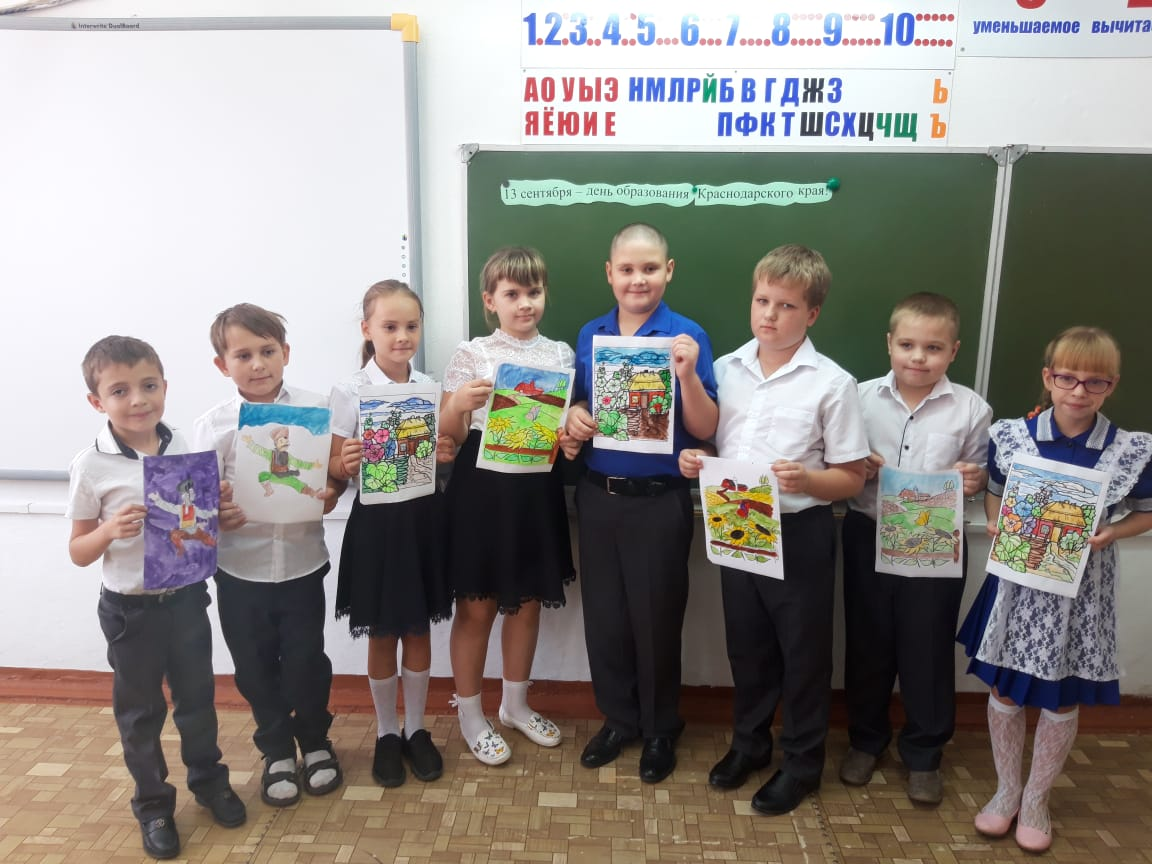 Interwrite DualBoard
1.2.3..4..5...6...7....8....9.....10.....
уменьшаемое вычита
А О У Ы Э Н М Л Р Й Б В Г Д Ж З Ь
Я Ё Ю И Е П Ф К Т Ш С Х Ц Ч Щ Ъ
13 сентября – день образования Краснодарского края!